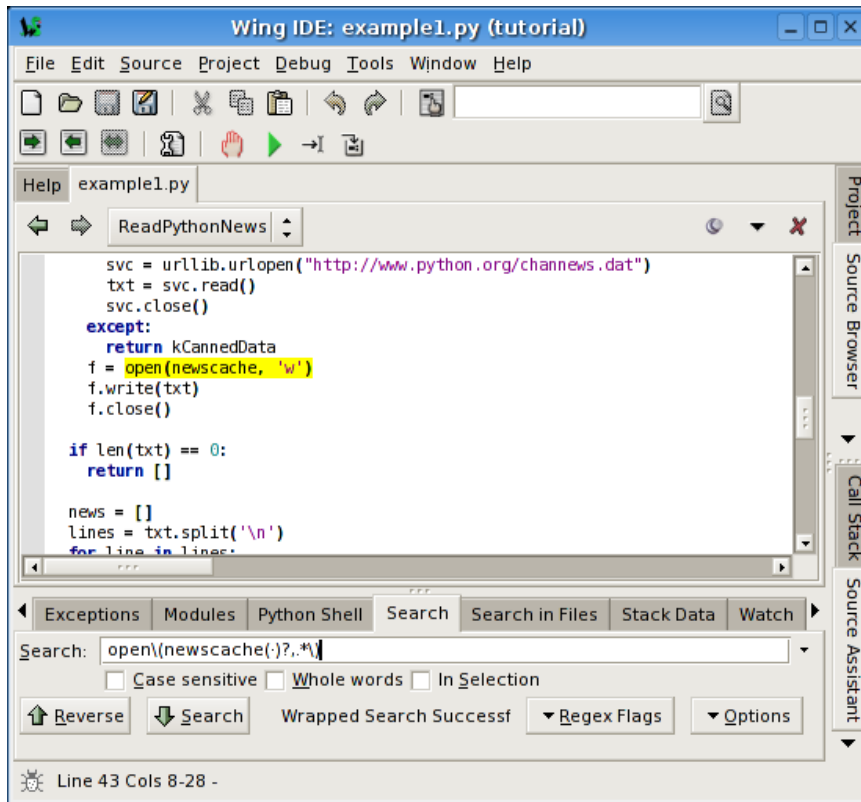 Wing IDE: example1.py (tutorial)
File Edit Source Project Debug Tools Window Help
Help example1.py
ReadPythonNews
svc = urllib.urlopen("http://www.python.org/channews.dat")
txt = svc.read()
svc.close()
except:
return kCannedData
f = open(newscache, 'w')
f.write(txt)
f.close()
if len(txt) == 0:
return []
news = []
lines = txt.split('\n')
for line in lines:
Project
Source Browser
Call Stack
Source Assistant
Exceptions Modules Python Shell Search Search in Files Stack Data Watch
Search: open\(newscache(·)?,.*\)
Case sensitive Whole words In Selection
Reverse Search Wrapped Search Successf Regex Flags Options
Line 43 Cols 8-28 -